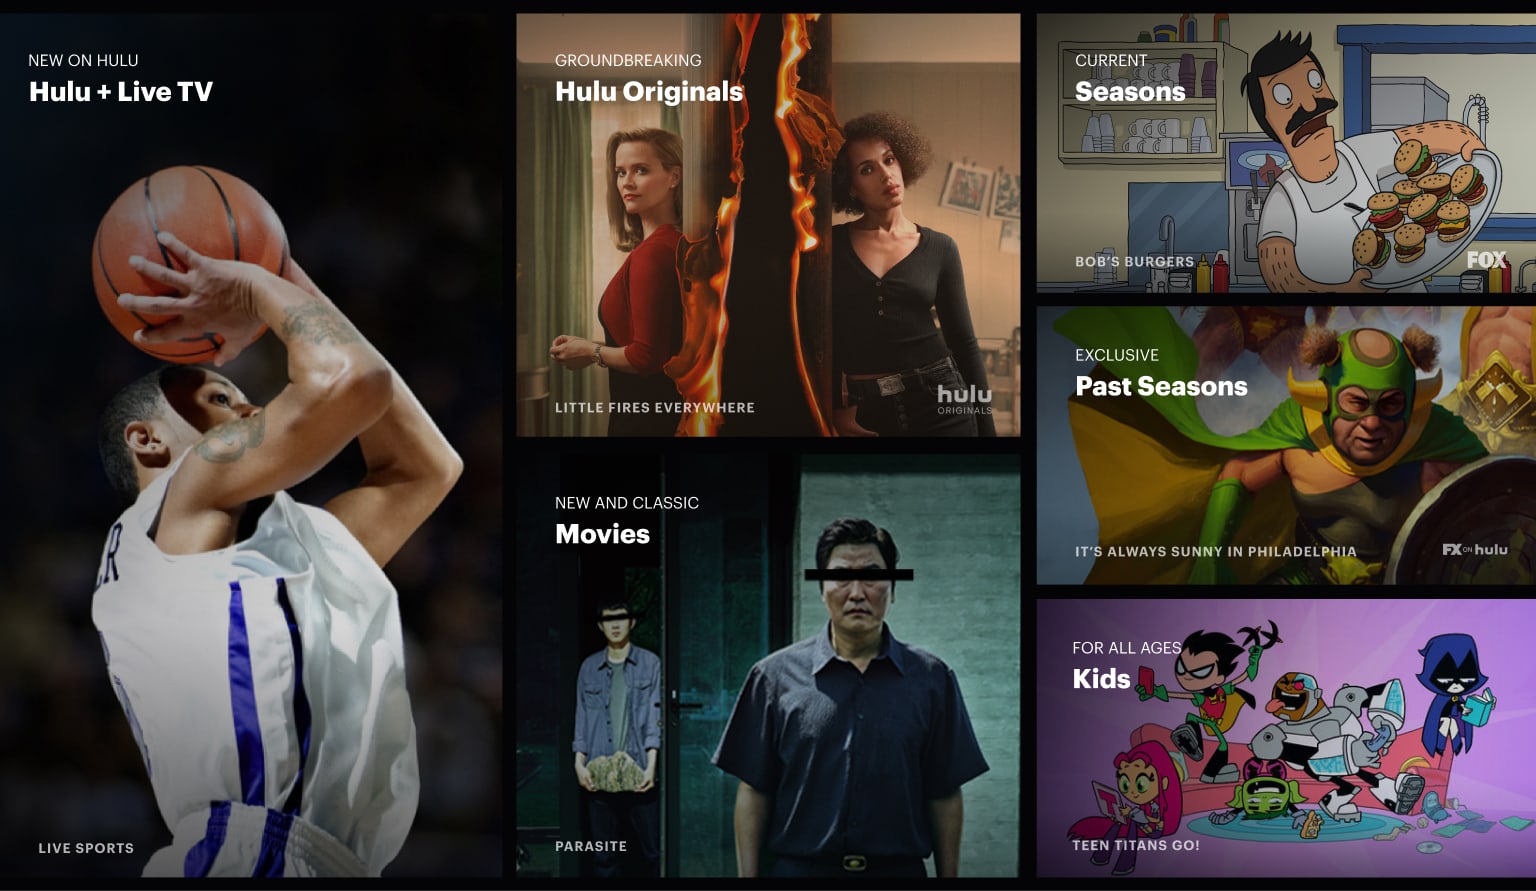 NEW ON HULU
Hulu + Live TV
LIVE SPORTS
GROUNDBREAKING
Hulu Originals
LITTLE FIRES EVERYWHERE
hulu
ORIGINALS
NEW AND CLASSIC
Movies
PARASITE
CURRENT
Seasons
BOB'S BURGERS
FOX
EXCLUSIVE
Past Seasons
IT'S ALWAYS SUNNY IN PHILADELPHIA
FX ON hulu
FOR ALL AGES
Kids
TEEN TITANS GO!